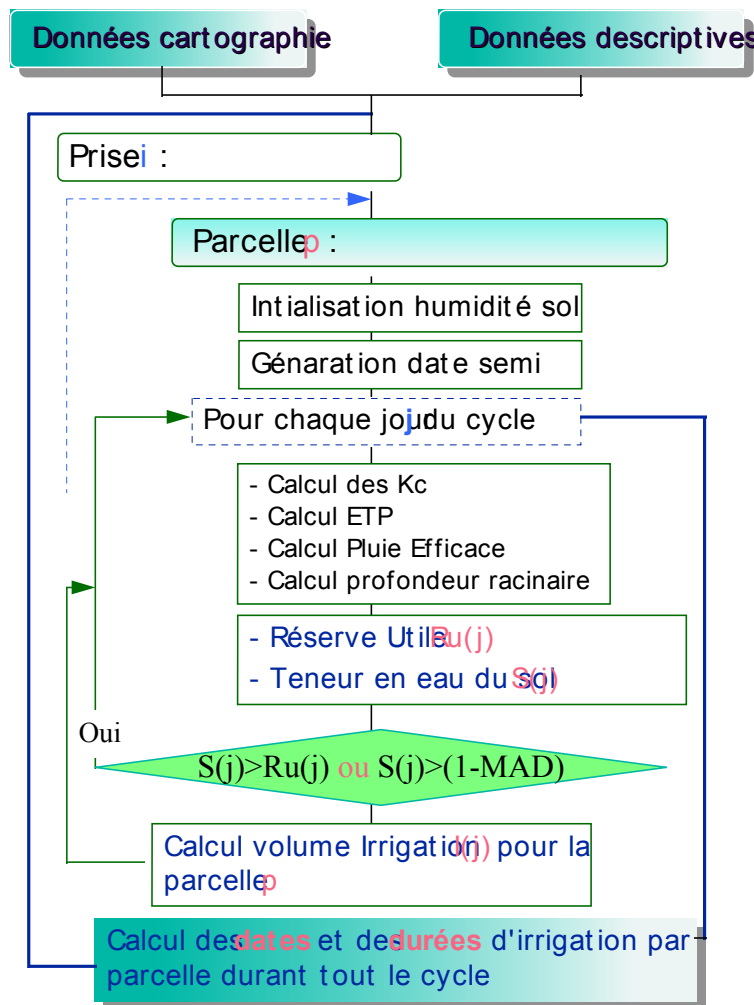 Données cartographie
Données descriptives
Prise i :
Parcelle p :
Intialisation humidité sol
Génaration date semi
Pour chaque jour j du cycle
- Calcul des Kc
- Calcul ETP
- Calcul Pluie Efficace
- Calcul profondeur racinaire
- Réserve Utile Ru(j)
- Teneur en eau du sol S(j)
Oui
S(j)>Ru(j) ou S(j)>(1-MAD)
Calcul volume Irrigation I(j) pour la
parcelle p
Calcul des dates et des durées d'irrigation par
parcelle durant tout le cycle